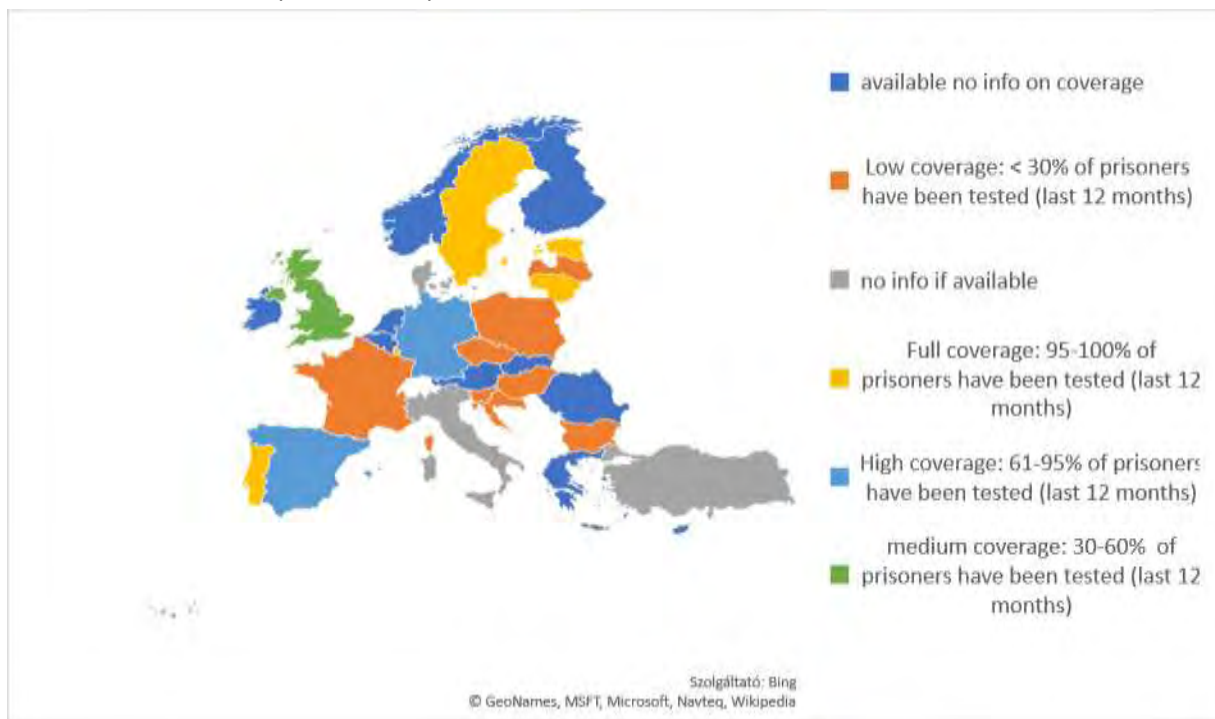 available no info on coverage
Low coverage: < 30% of prisoners
have been tested (last 12 months)
no info if available
Full coverage: 95-100% of
prisoners have been tested (last 12
months)
High coverage: 61-95% of prisoners
have been tested (last 12 months)
medium coverage: 30-60% of
prisoners have been tested (last 12
months)
Szolgáltató: Bing
© GeoNames, MSFT, Microsoft, Navteq, Wikipedia